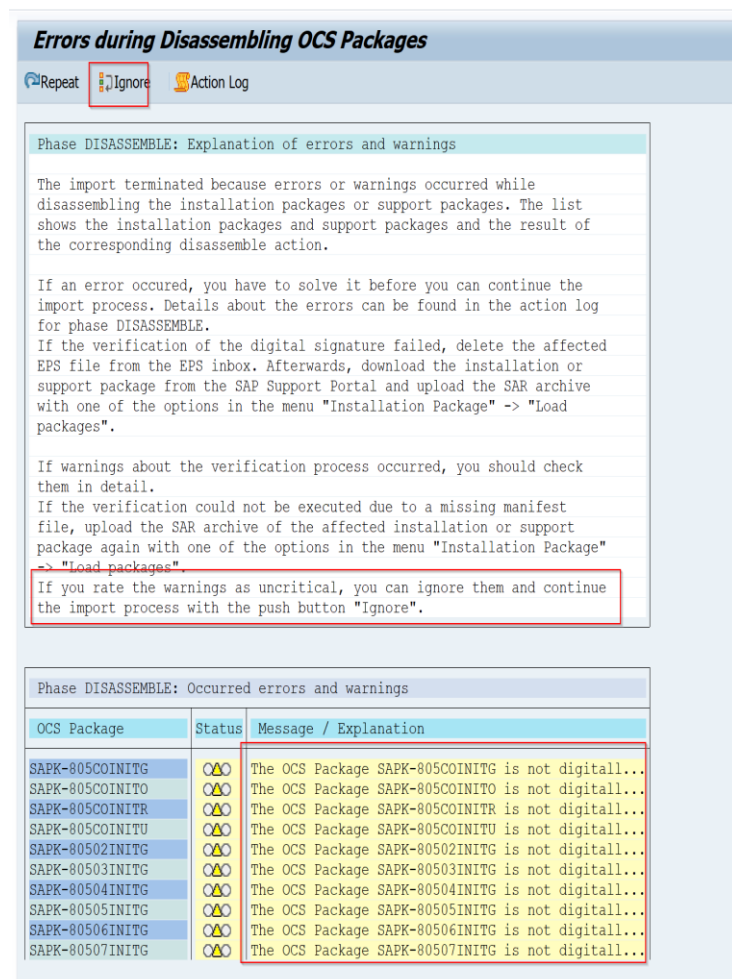 Errors during Disassembling OCS Packages
Repeat Ignore Action Log
Phase DISASSEMBLE: Explanation of errors and warnings
The import terminated because errors or warnings occurred while
disassembling the installation packages or support packages. The list
shows the installation packages and support packages and the result of
the corresponding disassemble action.
If an error occured, you have to solve it before you can continue the
import process. Details about the errors can be found in the action log
for phase DISASSEMBLE.
If the verification of the digital signature failed, delete the affected
EPS file from the EPS inbox. Afterwards, download the installation or
support package from the SAP Support Portal and upload the SAR archive
with one of the options in the menu "Installation Package" -> "Load
packages".
If warnings about the verification process occurred, you should check
them in detail.
If the verification could not be executed due to a missing manifest
file, upload the SAR archive of the affected installation or support
package again with one of the options in the menu "Installation Package"
-> "Load packages".
If you rate the warnings as uncritical, you can ignore them and continue
the import process with the push button "Ignore".
Phase DISASSEMBLE: Occurred errors and warnings
OCS Package Status Message / Explanation
SAPK-805COINITG The OCS Package SAPK-805COINITG is not digitall...
SAPK-805COINITO The OCS Package SAPK-805COINITO is not digitall...
SAPK-805COINITR The OCS Package SAPK-805COINITR is not digitall...
SAPK-805COINITU The OCS Package SAPK-805COINITU is not digitall...
SAPK-80502INITG The OCS Package SAPK-80502INITG is not digitall...
SAPK-80503INITG The OCS Package SAPK-80503INITG is not digitall...
SAPK-80504INITG The OCS Package SAPK-80504INITG is not digitall...
SAPK-80505INITG The OCS Package SAPK-80505INITG is not digitall...
SAPK-80506INITG The OCS Package SAPK-80506INITG is not digitall...
SAPK-80507INITG The OCS Package SAPK-80507INITG is not digitall...